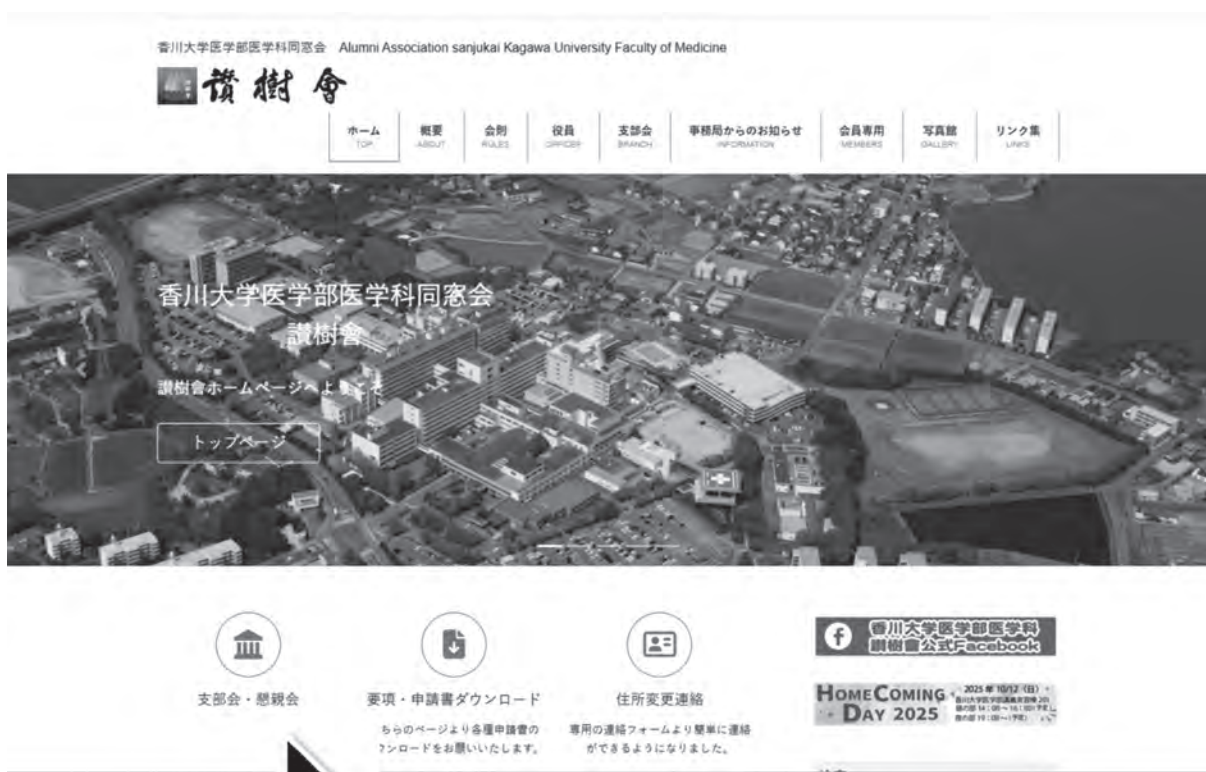 香川大学医学部医学科同窓会 Alumni Association sanjukai Kagawa University Faculty of Medicine
讃樹會
ホーム 概要 会則 役員 支部会 事務局からのお知らせ 会員専用 写真館 リンク集
TOP ABOUT RULES OFFICER BRANCH INFORMATION MEMBERS GALLERY LINKS
香川大学医学部医学科同窓会
讃樹會
讃樹會ホームページへようこそ
トップページ
香川大学医学部医学科
讃樹會公式Facebook
HOMECOMING DAY 2025
2025年10/12(日)
支部会・懇親会
要項・申請書ダウンロード
住所変更連絡
ちらのページより各種申請書の
ンロードをお願いいたします。
専用の連絡フォームより簡単に連絡
ができるようになりました。